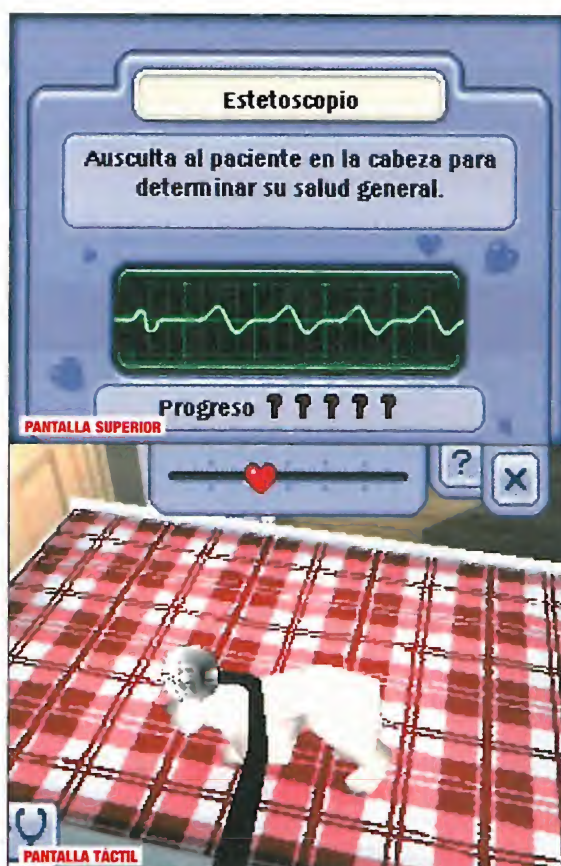 Estetoscopio
Ausculta al paciente en la cabeza para
determinar su salud general.
Progreso ? ? ? ? ?
PANTALLA SUPERIOR
?
X
PANTALLA TÁCTIL